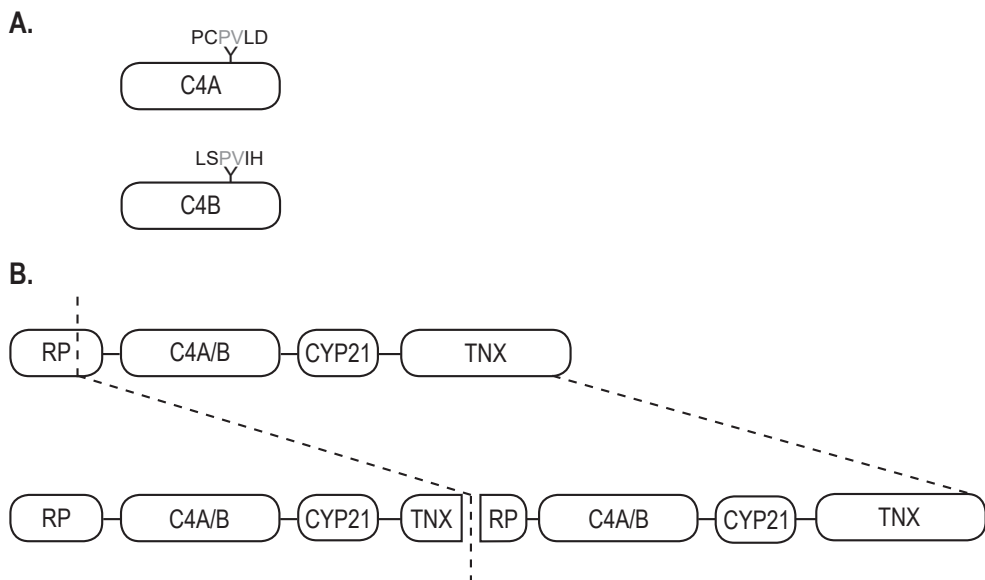 A.
PCPVLD
C4A
LSPVIH
C4B
B.
RP C4A/B CYP21 TNX
RP C4A/B CYP21 TNX RP C4A/B CYP21 TNX